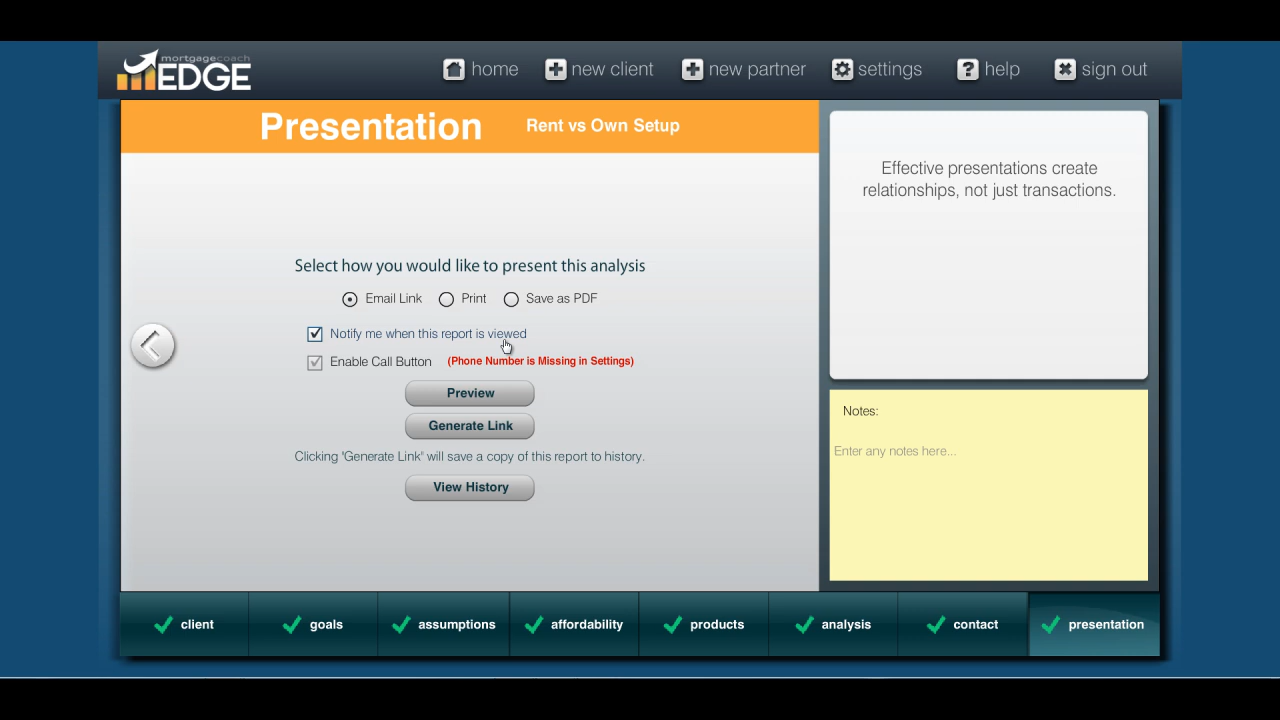 mortgagecoach
EDGE
home
new client
new partner
settings
help
sign out
Presentation
Rent vs Own Setup
Effective presentations create
relationships, not just transactions.
Select how you would like to present this analysis
Email Link
Print
Save as PDF
Notify me when this report is viewed
Enable Call Button
(Phone Number is Missing in Settings)
Preview
Generate Link
Clicking 'Generate Link' will save a copy of this report to history.
View History
Notes:
Enter any notes here...
client
goals
assumptions
affordability
products
analysis
contact
presentation